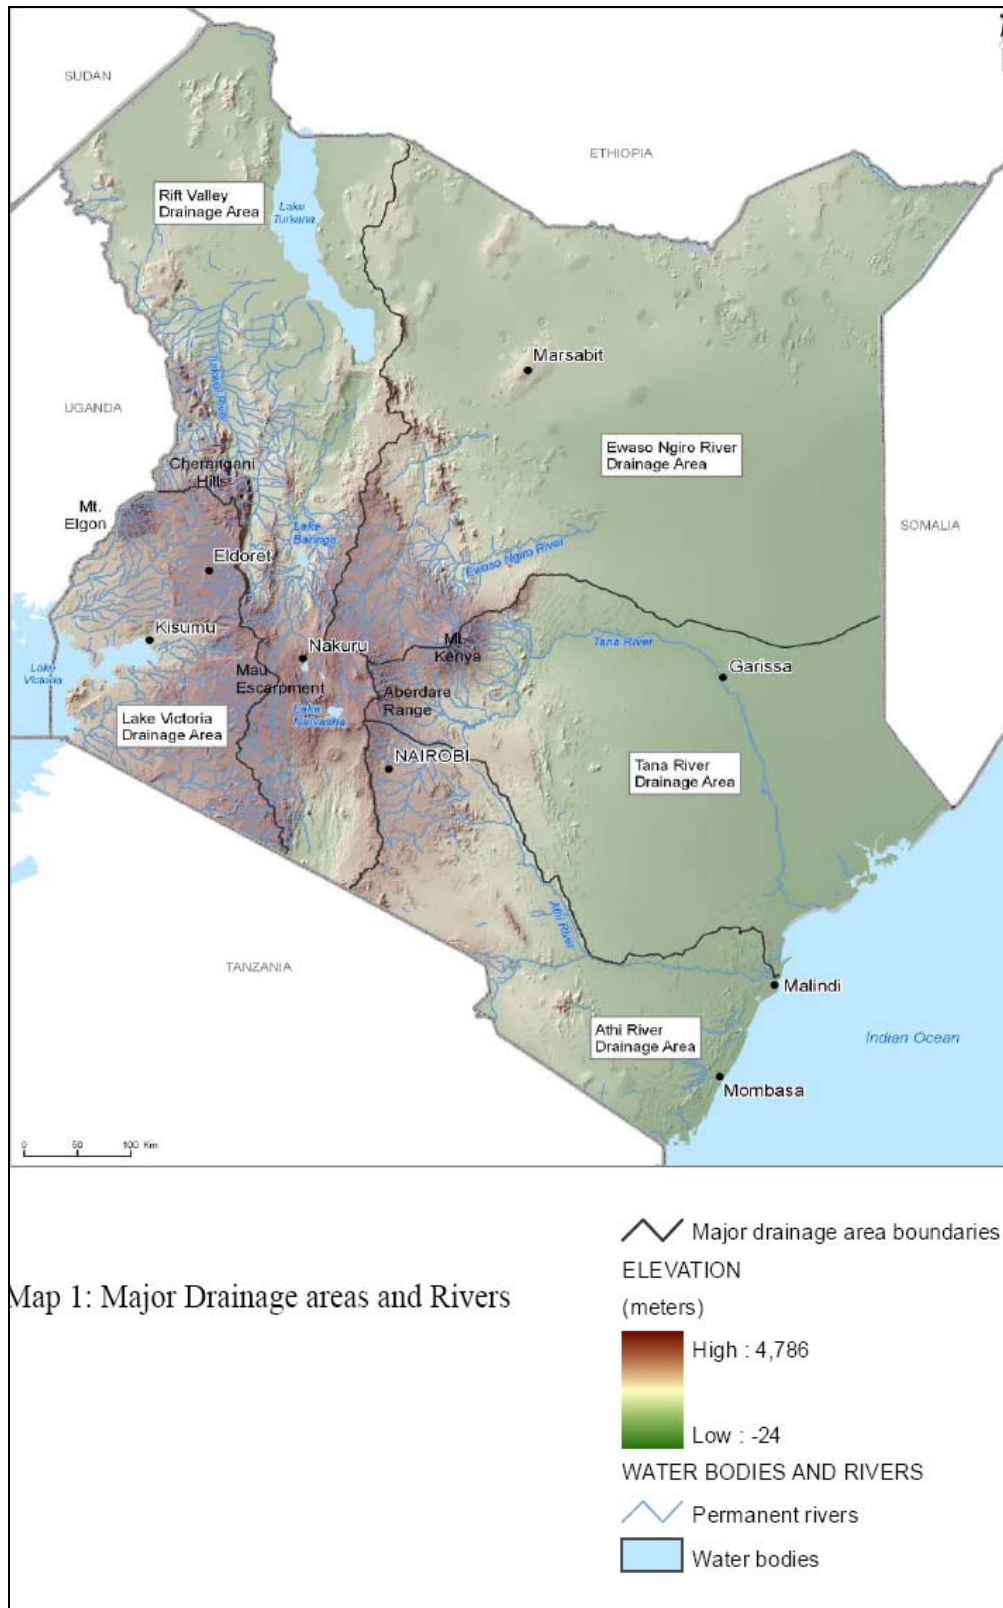 SUDAN
ETHIOPIA
Rift Valley
Drainage Area
Lake
Turkana
Marsabit
UGANDA
Turkwel River
Ewaso Ngiro River
Drainage Area
Cherangani
Hills
Mt.
Elgon
SOMALIA
Lake
Baringo
Ewaso Ngiro River
Eldoret
Kisumu
Nakuru
Mt.
Kenya
Tana River
Garissa
Lake
Victoria
Mau
Escarpment
Aberdare
Range
Lake
Naivasha
Lake Victoria
Drainage Area
NAIROBI
Tana River
Drainage Area
Athi River
TANZANIA
Malindi
Athi River
Drainage Area
Indian Ocean
Mombasa
0 50 100 Km
Major drainage area boundaries
ELEVATION
(meters)
Map 1: Major Drainage areas and Rivers
High : 4,786
Low : -24
WATER BODIES AND RIVERS
Permanent rivers
Water bodies